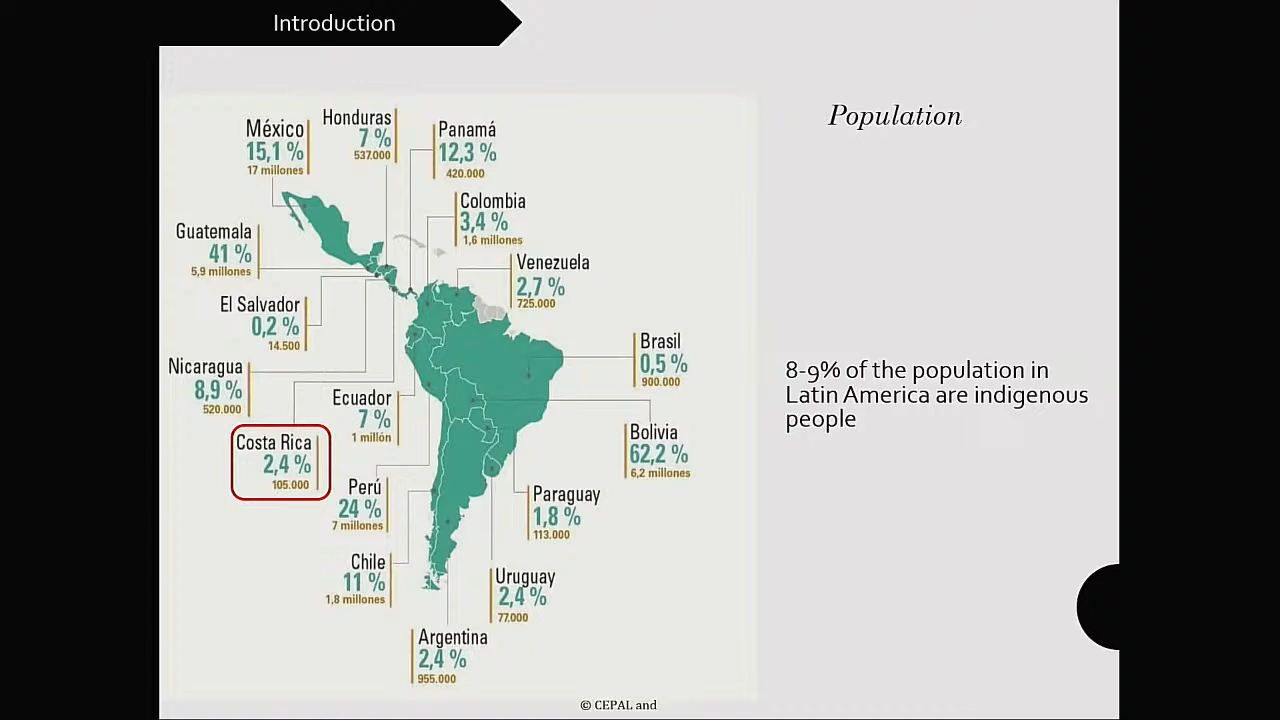 Introduction
Population
México
15,1 %
17 millones
Honduras
7 %
537.000
Panamá
12,3 %
420.000
Colombia
3,4 %
1,6 millones
Guatemala
41 %
5,9 millones
Venezuela
2,7 %
725.000
El Salvador
0,2 %
14.500
Brasil
0,5 %
900.000
Nicaragua
8,9 %
520.000
Ecuador
7 %
1 millón
Costa Rica
2,4 %
105.000
Bolivia
62,2 %
6,2 millones
Perú
24 %
7 millones
Paraguay
1,8 %
113.000
Chile
11 %
1,8 millones
Uruguay
2,4 %
77.000
Argentina
2,4 %
955.000
8-9% of the population in
Latin America are indigenous
people
© CEPAL and